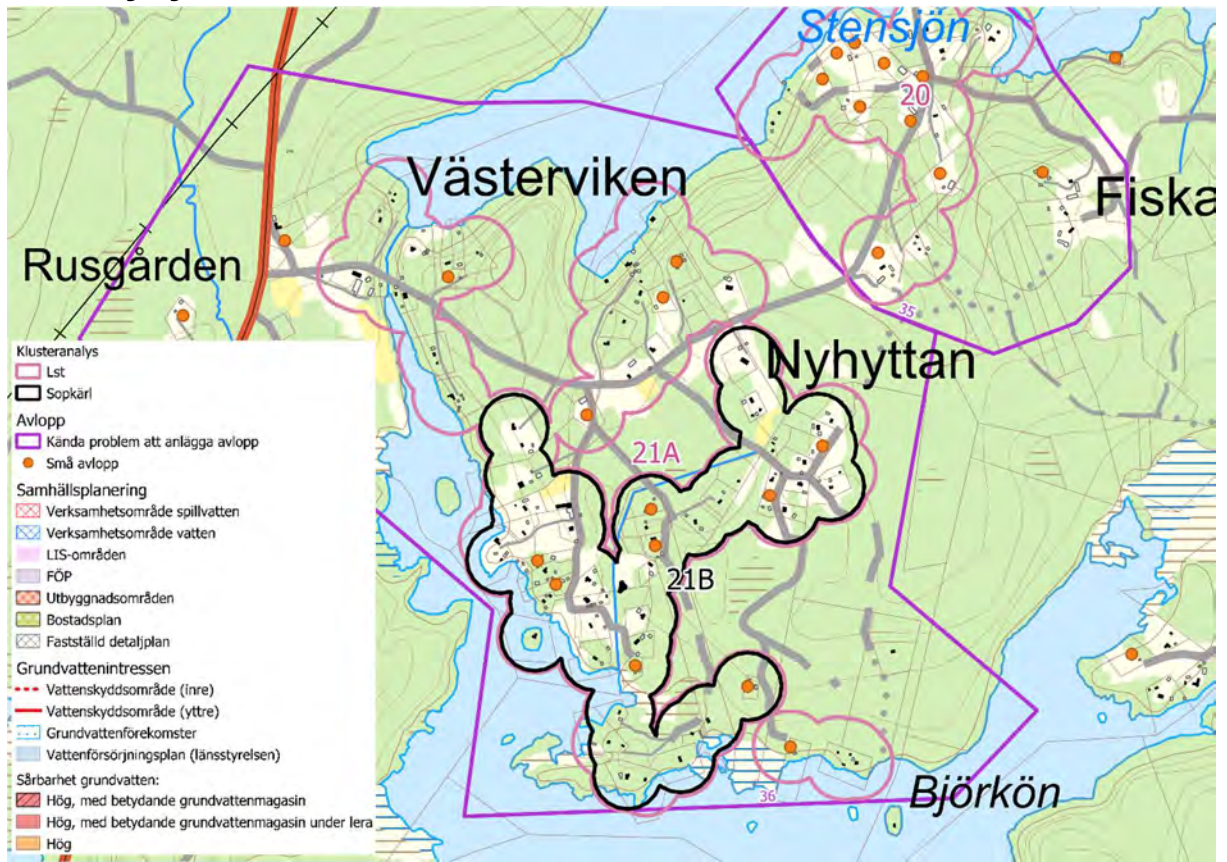 Stensjön
20
Västerviken
Fiska
Rusgården
35
Nyhyttan
21A
21B
Björkön
36
Klusteranalys
Lst
Sopkärl
Avlopp
Kända problem att anlägga avlopp
Små avlopp
Samhällsplanering
Verksamhetsområde spillvatten
Verksamhetsområde vatten
LIS-områden
FÖP
Utbyggnadsområden
Bostadsplan
Fastställd detaljplan
Grundvattenintressen
Vattenskyddsområde (inre)
Vattenskyddsområde (yttre)
Grundvattenförekomster
Vattenförsörjningsplan (länsstyrelsen)
Sårbarhet grundvatten:
Hög, med betydande grundvattenmagasin
Hög, med betydande grundvattenmagasin under lera
Hög